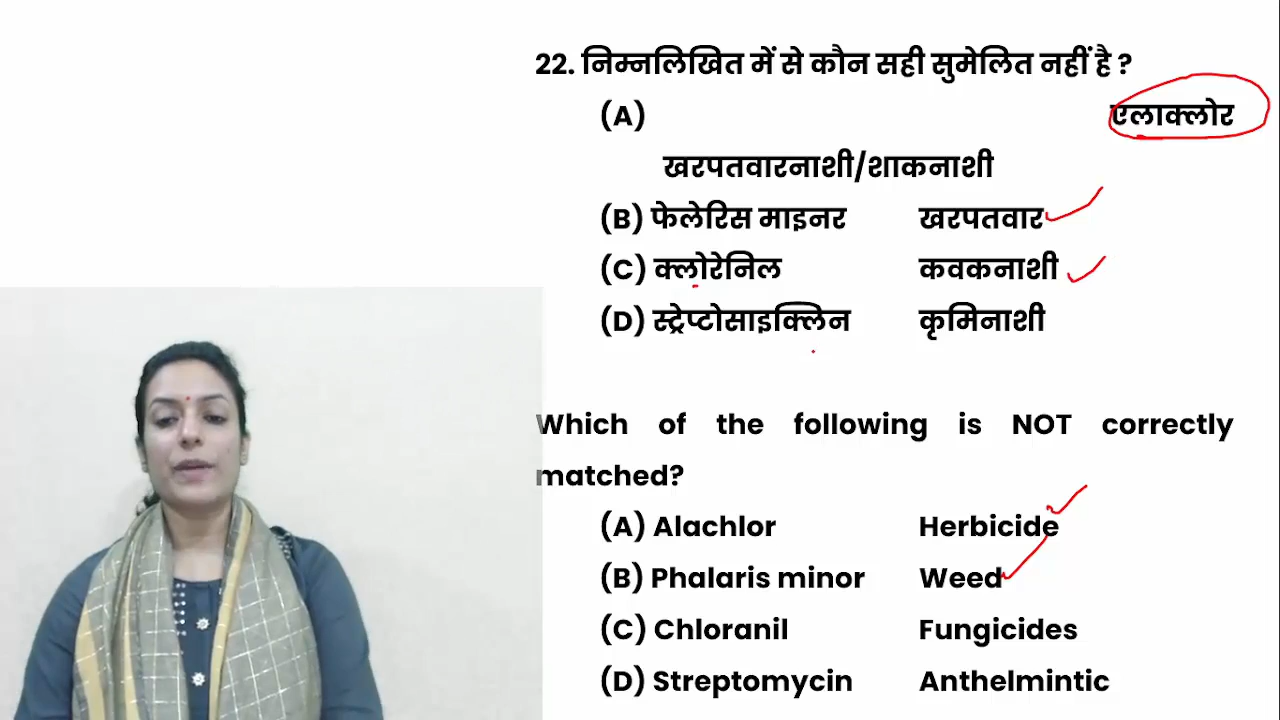 22. निम्नलिखित में से कौन सही सुमेलित नहीं है ?
(A) एलाक्लोर
खरपतवारनाशी/शाकनाशी
(B) फेलेरिस माइनर खरपतवार
(C) क्लोरेनिल कवकनाशी
(D) स्ट्रेप्टोसाइक्लिन कृमिनाशी
Which of the following is NOT correctly
matched?
(A) Alachlor Herbicide
(B) Phalaris minor Weed
(C) Chloranil Fungicides
(D) Streptomycin Anthelmintic